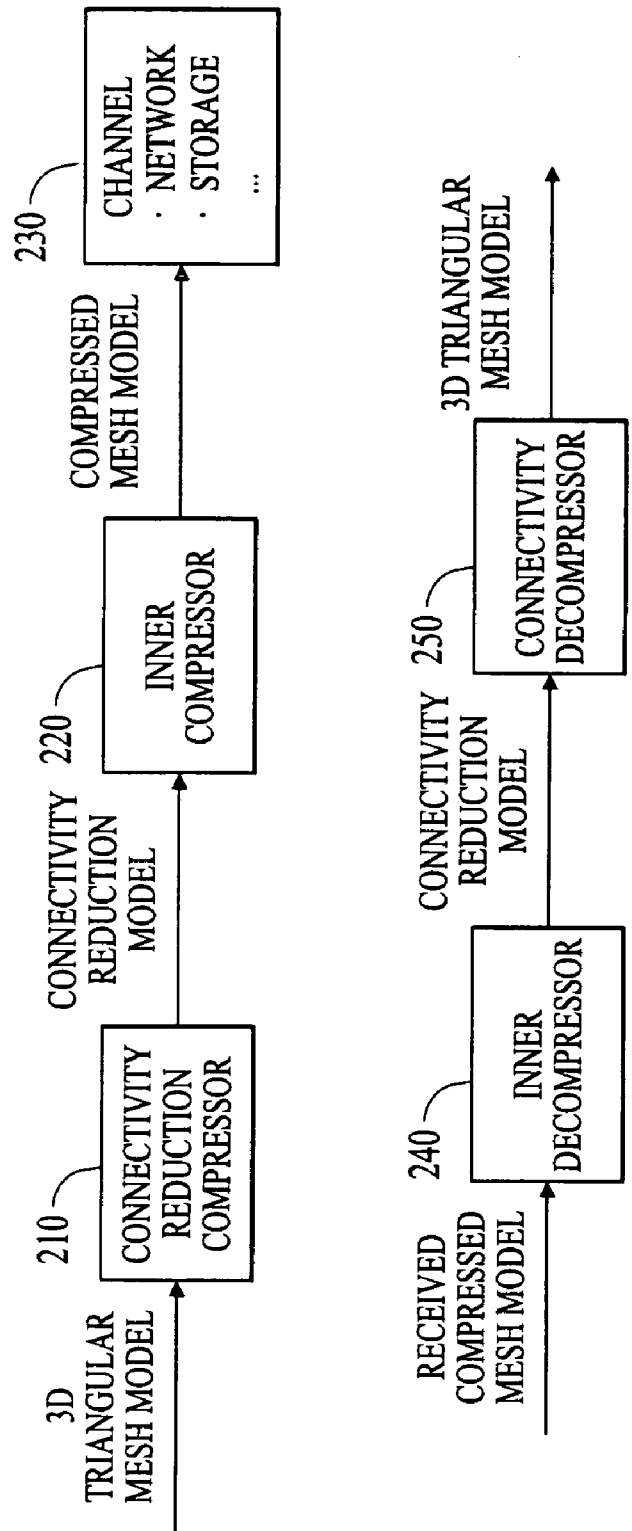 3D
TRIANGULAR
MESH MODEL
210
CONNECTIVITY
REDUCTION
COMPRESSOR
CONNECTIVITY
REDUCTION
MODEL
220
INNER
COMPRESSOR
COMPRESSED
MESH MODEL
230
CHANNEL
· NETWORK
· STORAGE
...
RECEIVED
COMPRESSED
MESH MODEL
240
INNER
DECOMPRESSOR
CONNECTIVITY
REDUCTION
MODEL
250
CONNECTIVITY
DECOMPRESSOR
3D TRIANGULAR
MESH MODEL